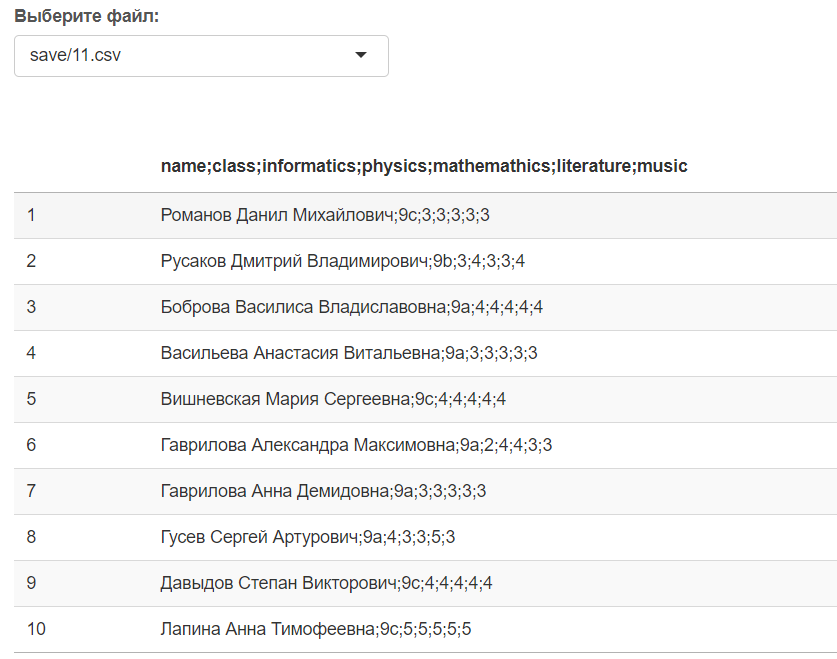 Выберите файл:
save/11.csv
name;class;informatics;physics;mathemathics;literature;music
1 Романов Данил Михайлович;9c;3;3;3;3;3
2 Русаков Дмитрий Владимирович;9b;3;4;3;3;4
3 Боброва Василиса Владиславовна;9a;4;4;4;4;4
4 Васильева Анастасия Витальевна;9a;3;3;3;3;3
5 Вишневская Мария Сергеевна;9c;4;4;4;4;4
6 Гаврилова Александра Максимовна;9a;2;4;4;3;3
7 Гаврилова Анна Демидовна;9a;3;3;3;3;3
8 Гусев Сергей Артурович;9a;4;3;3;5;3
9 Давыдов Степан Викторович;9c;4;4;4;4;4
10 Лапина Анна Тимофеевна;9c;5;5;5;5;5